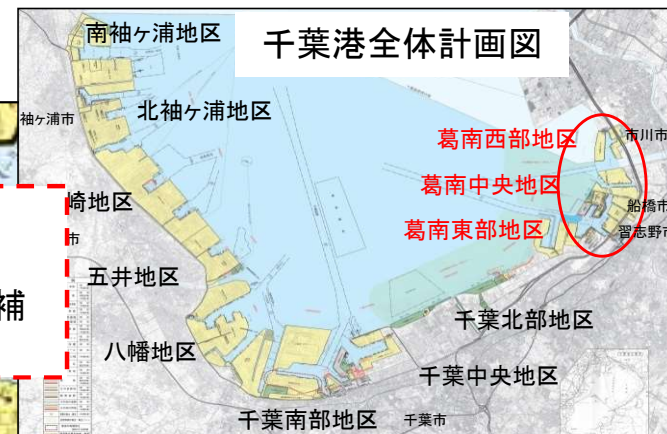 千葉港全体計画図
南袖ヶ浦地区
北袖ヶ浦地区
袖ヶ浦市
葛南西部地区
市川市
葛南中央地区
崎地区
船橋市
葛南東部地区
習志野市
市
五井地区
補
千葉北部地区
八幡地区
千葉中央地区
千葉南部地区
千葉市